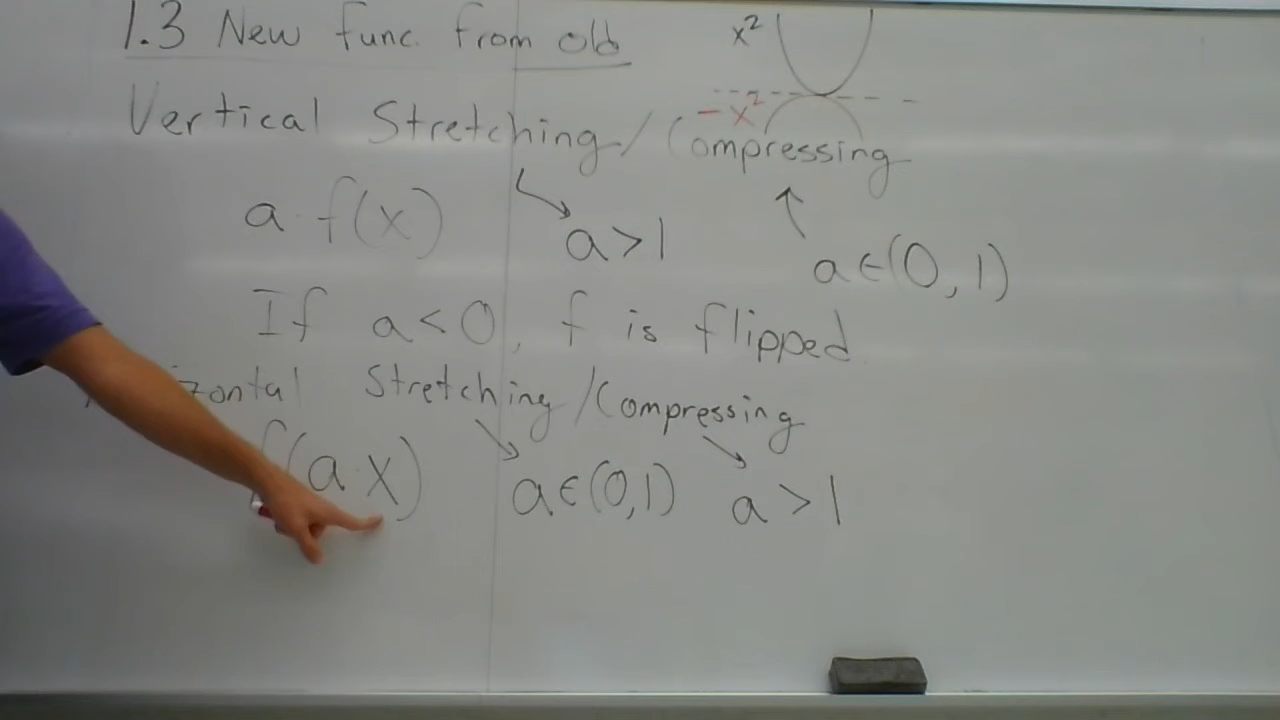 1.3 New func. from old
x²
-x²
Vertical Stretching/Compressing
a·f(x) a>1 a∈(0,1)
If a<0, f is flipped
zontal Stretching/Compressing
f(a·x) a∈(0,1) a>1